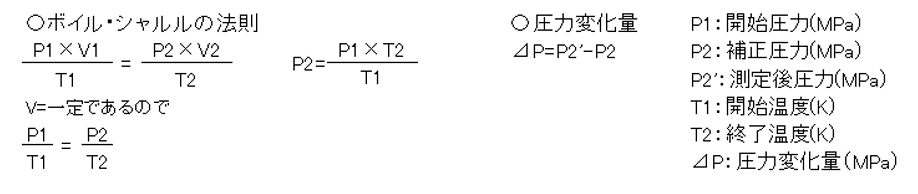 ○ボイル・シャルルの法則
P1×V1/T1 = P2×V2/T2
P2=P1×T2/T1
V=一定であるので
P1/T1 = P2/T2
○圧力変化量
⊿P=P2'-P2
P1:開始圧力(MPa)
P2:補正圧力(MPa)
P2':測定後圧力(MPa)
T1:開始温度(K)
T2:終了温度(K)
⊿P:圧力変化量(MPa)